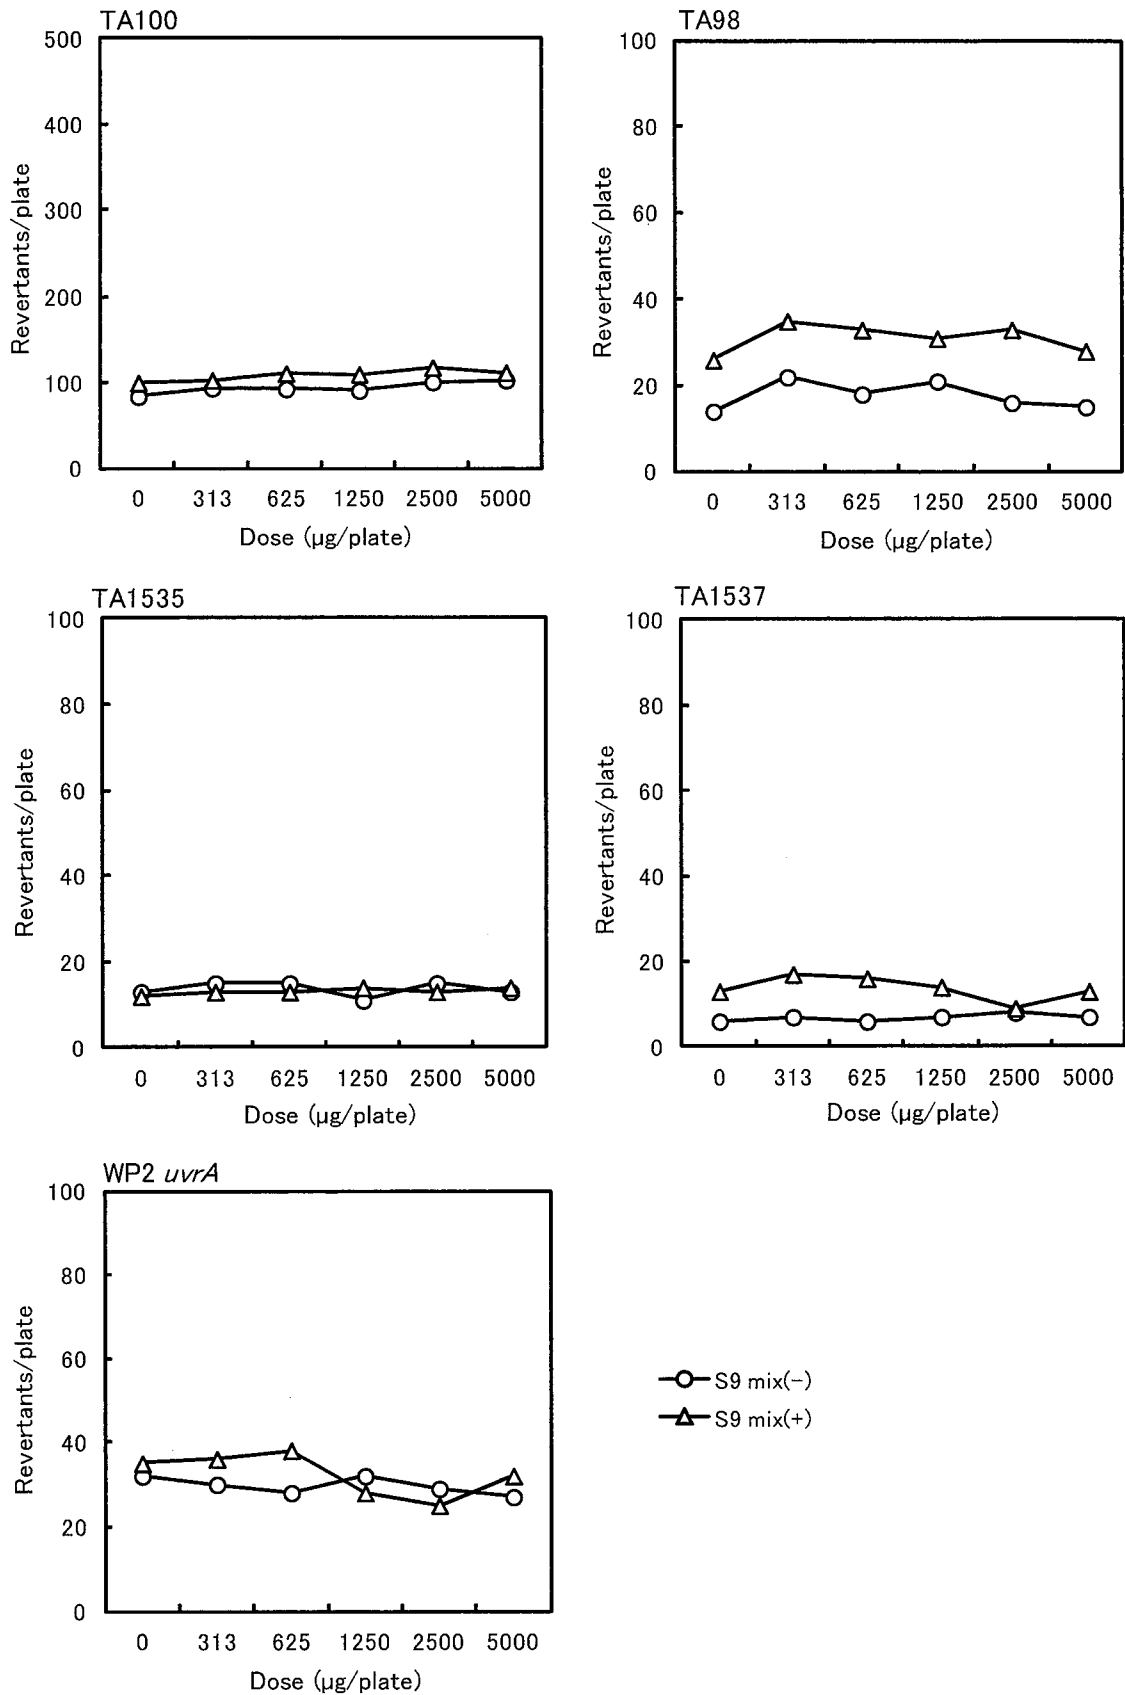 TA100
500
400
300
200
100
0
Revertants/plate
0 313 625 1250 2500 5000
Dose (μg/plate)
TA98
100
80
60
40
20
0
Revertants/plate
0 313 625 1250 2500 5000
Dose (μg/plate)
TA1535
100
80
60
40
20
0
Revertants/plate
0 313 625 1250 2500 5000
Dose (μg/plate)
TA1537
100
80
60
40
20
0
Revertants/plate
0 313 625 1250 2500 5000
Dose (μg/plate)
WP2 uvrA
100
80
60
40
20
0
Revertants/plate
0 313 625 1250 2500 5000
Dose (μg/plate)
S9 mix(-)
S9 mix(+)